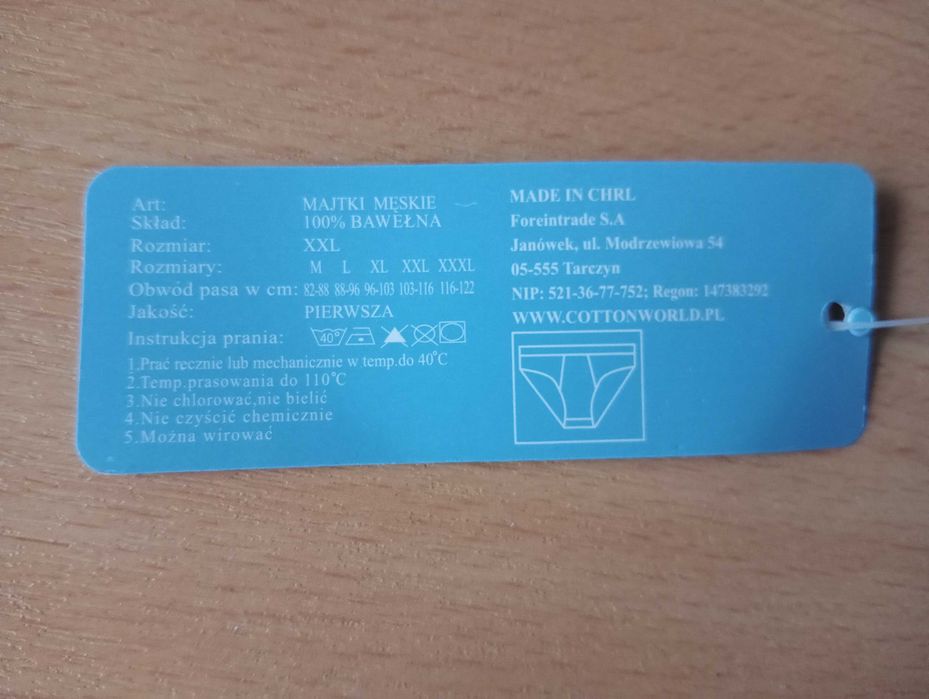 Art: MAJTKI MĘSKIE
Skład: 100% BAWEŁNA
Rozmiar: XXL
Rozmiary: M L XL XXL XXXL
Obwód pasa w cm: 82-88 88-96 96-103 103-116 116-122
Jakość: PIERWSZA
Instrukcja prania: 40°
1.Prać recznie lub mechanicznie w temp.do 40°C
2.Temp.prasowania do 110°C
3.Nie chlorować,nie bielić
4.Nie czyścić chemicznie
5.Można wirować
MADE IN CHRL
Foreintrade S.A
Janówek, ul. Modrzewiowa 54
05-555 Tarczyn
NIP: 521-36-77-752; Regon: 147383292
WWW.COTTONWORLD.PL